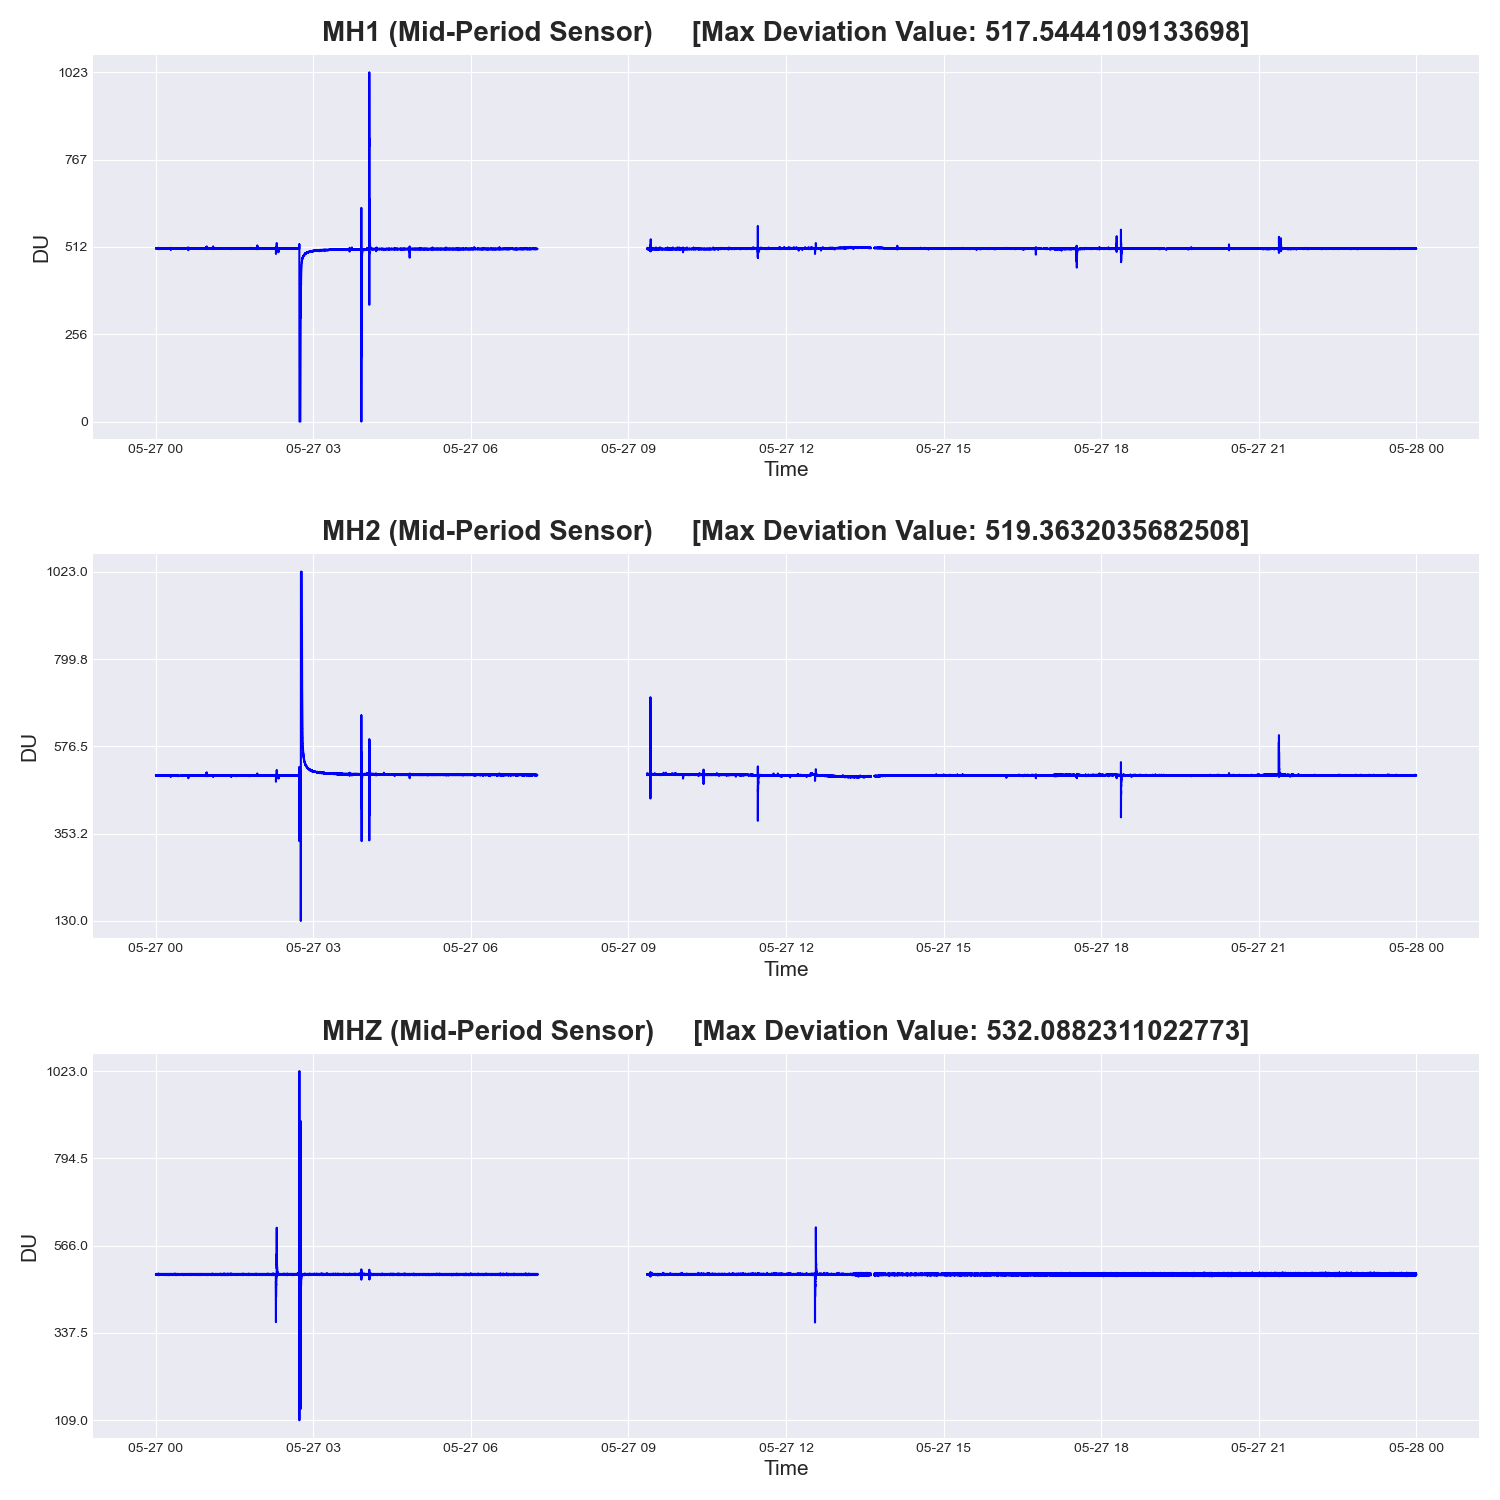 MH1 (Mid-Period Sensor) [Max Deviation Value: 517.5444109133698]
1023
767
512
256
0
DU
05-27 00 05-27 03 05-27 06 05-27 09 05-27 12 05-27 15 05-27 18 05-27 21 05-28 00
Time
MH2 (Mid-Period Sensor) [Max Deviation Value: 519.3632035682508]
1023.0
799.8
576.5
353.2
130.0
DU
05-27 00 05-27 03 05-27 06 05-27 09 05-27 12 05-27 15 05-27 18 05-27 21 05-28 00
Time
MHZ (Mid-Period Sensor) [Max Deviation Value: 532.0882311022773]
1023.0
794.5
566.0
337.5
109.0
DU
05-27 00 05-27 03 05-27 06 05-27 09 05-27 12 05-27 15 05-27 18 05-27 21 05-28 00
Time